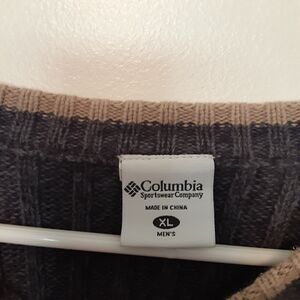 Columbia
Sportswear Company
MADE IN CHINA
XL
MEN'S